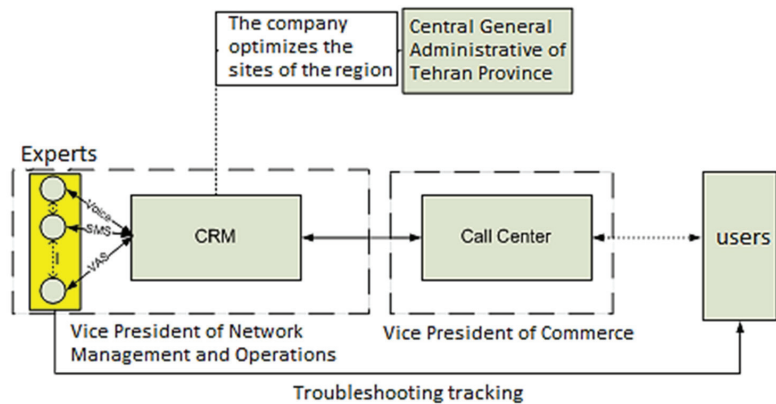 The company
optimizes the
sites of the region
Central General
Administrative of
Tehran Province
Experts
Voice
SMS
VAS
CRM
Call Center
users
Vice President of Network
Management and Operations
Vice President of Commerce
Troubleshooting tracking